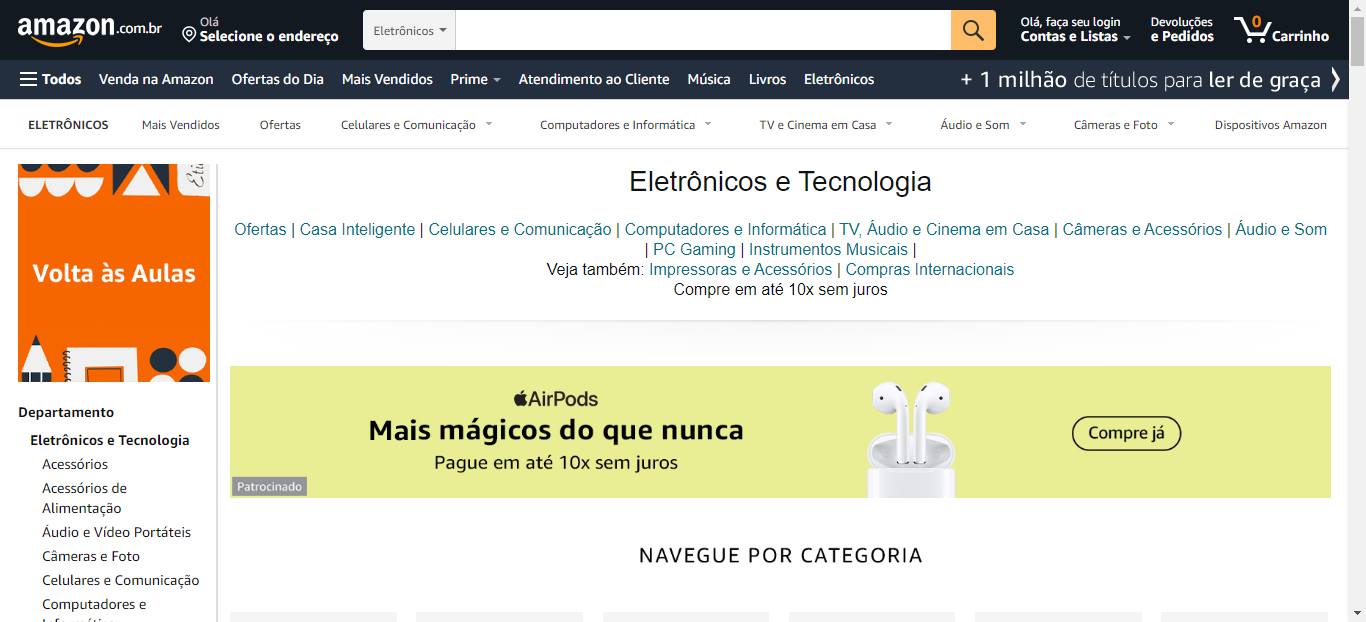 amazon.com.br
Olá
Selecione o endereço
Eletrônicos
Olá, faça seu login
Contas e Listas
Devoluções
e Pedidos
0
Carrinho
Todos
Venda na Amazon
Ofertas do Dia
Mais Vendidos
Prime
Atendimento ao Cliente
Música
Livros
Eletrônicos
+ 1 milhão de títulos para ler de graça
ELETRÔNICOS
Mais Vendidos
Ofertas
Celulares e Comunicação
Computadores e Informática
TV e Cinema em Casa
Áudio e Som
Câmeras e Foto
Dispositivos Amazon
Volta às Aulas
Departamento
Eletrônicos e Tecnologia
Acessórios
Acessórios de
Alimentação
Áudio e Vídeo Portáteis
Câmeras e Foto
Celulares e Comunicação
Computadores e
Eletrônicos e Tecnologia
Ofertas | Casa Inteligente | Celulares e Comunicação | Computadores e Informática | TV, Áudio e Cinema em Casa | Câmeras e Acessórios | Áudio e Som
| PC Gaming | Instrumentos Musicais |
Veja também: Impressoras e Acessórios | Compras Internacionais
Compre em até 10x sem juros
AirPods
Mais mágicos do que nunca
Pague em até 10x sem juros
Compre já
Patrocinado
NAVEGUE POR CATEGORIA